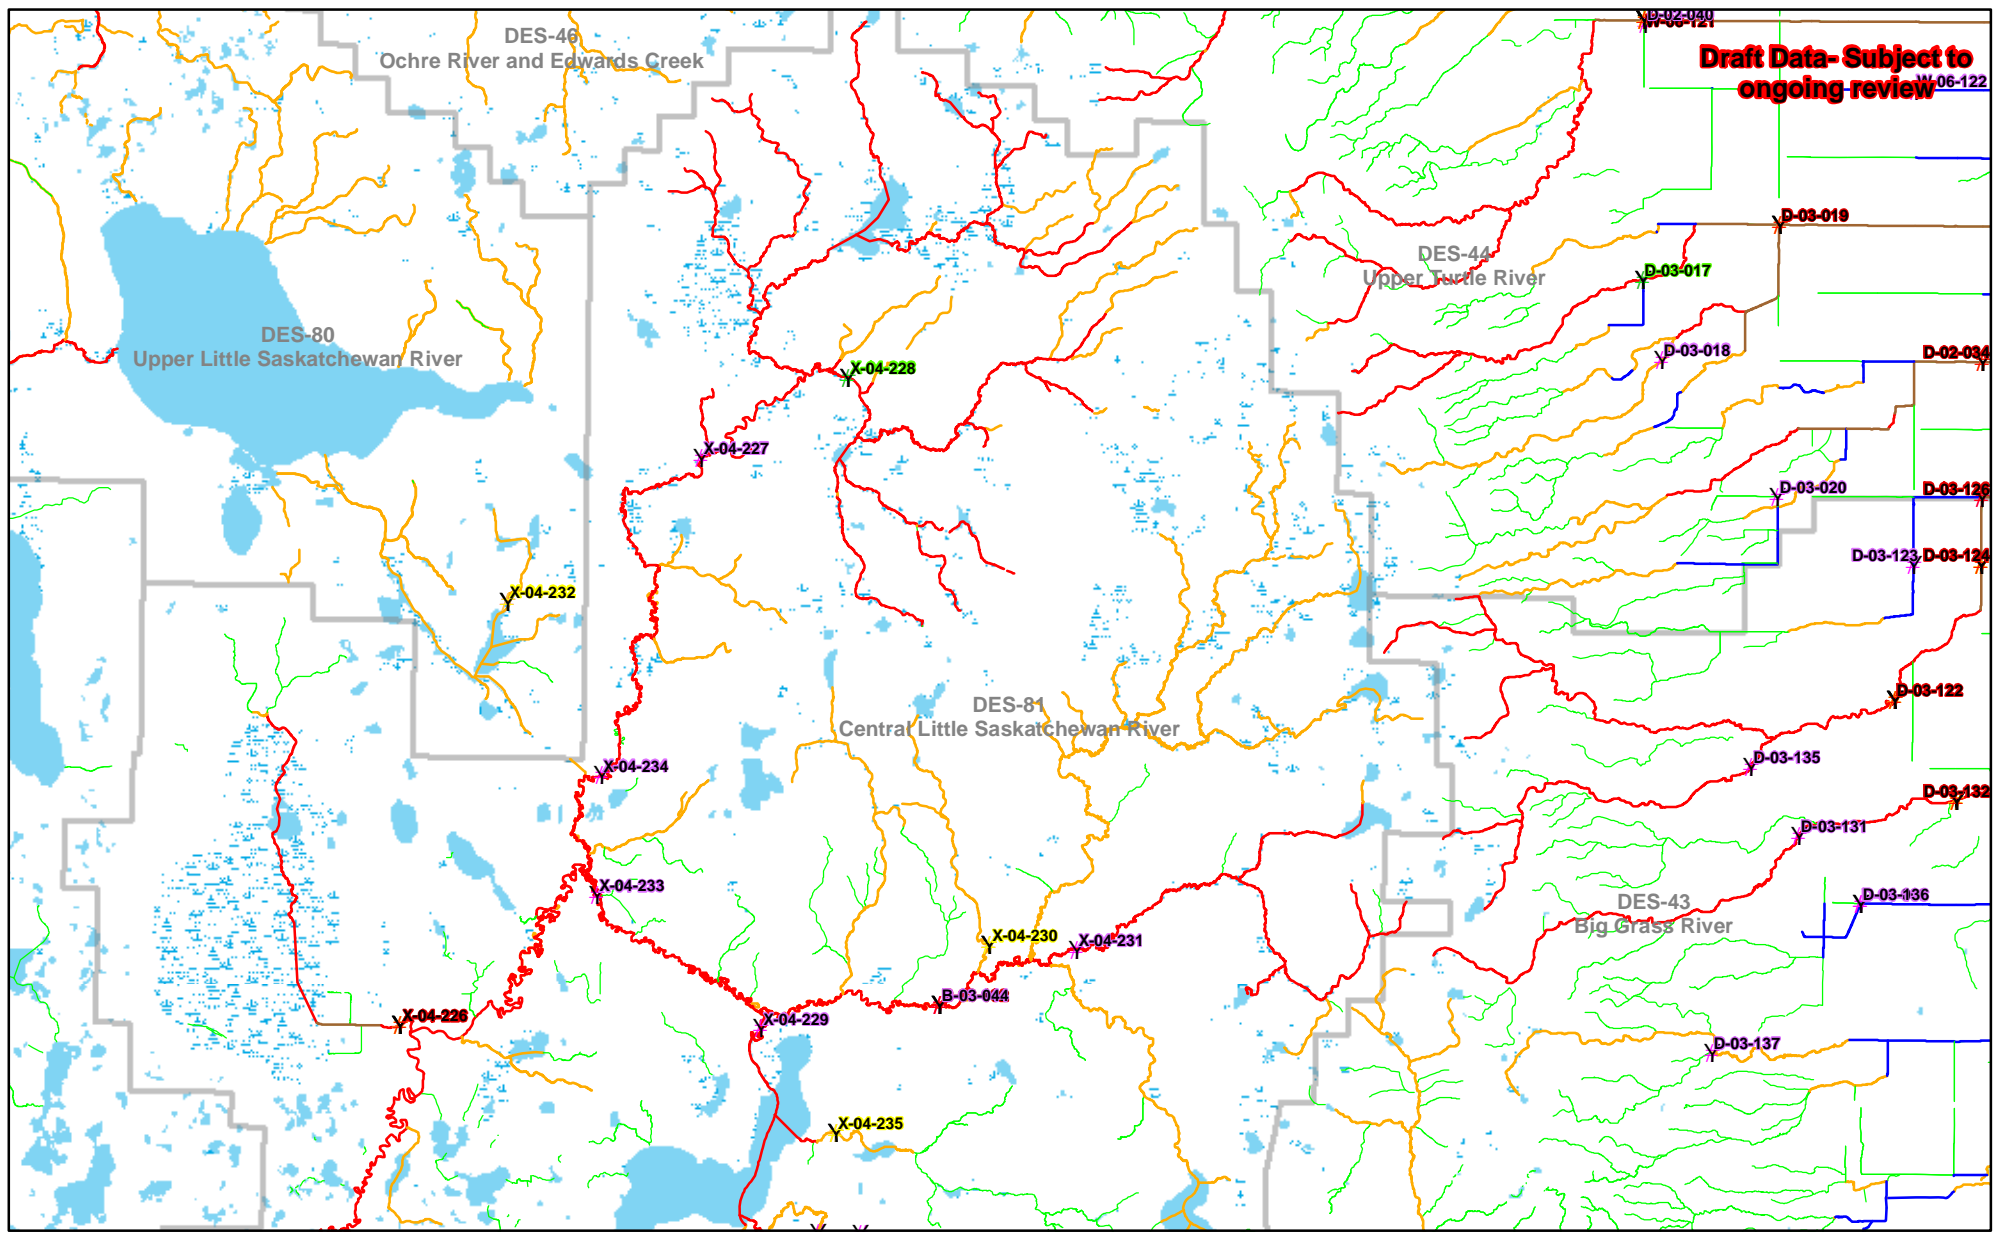 DES-46
Ochre River and Edwards Creek
D-02-040
Draft Data- Subject to
ongoing review
W-06-122
D-03-019
DES-44
Upper Turtle River
D-03-017
DES-80
Upper Little Saskatchewan River
D-03-018
D-02-034
X-04-228
X-04-227
D-03-020
D-03-126
D-03-123
D-03-124
X-04-232
DES-81
Central Little Saskatchewan River
D-03-122
X-04-234
D-03-135
D-03-132
D-03-131
X-04-233
D-03-136
DES-43
Big Grass River
X-04-230
X-04-231
B-03-044
X-04-226
X-04-229
D-03-137
X-04-235